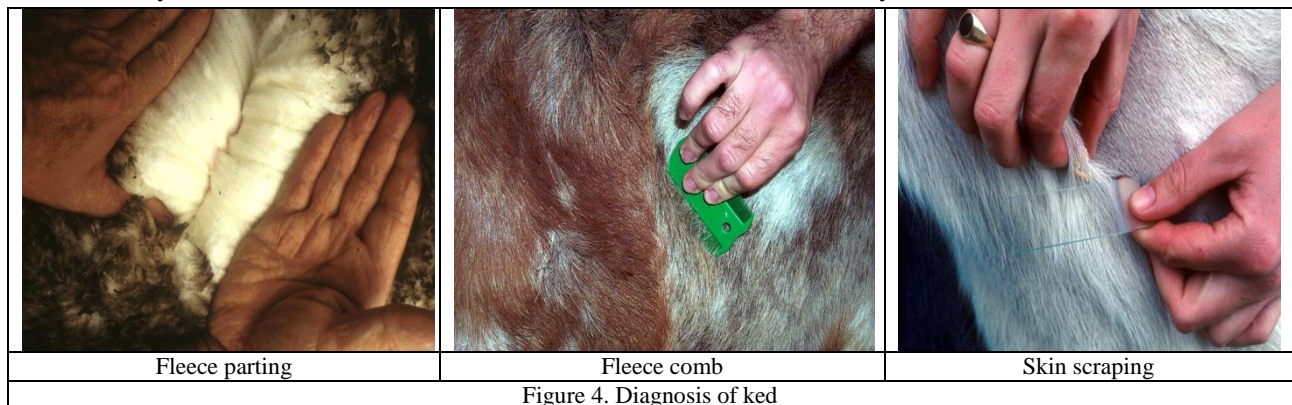 Fleece parting
Fleece comb
Skin scraping
Figure 4. Diagnosis of ked